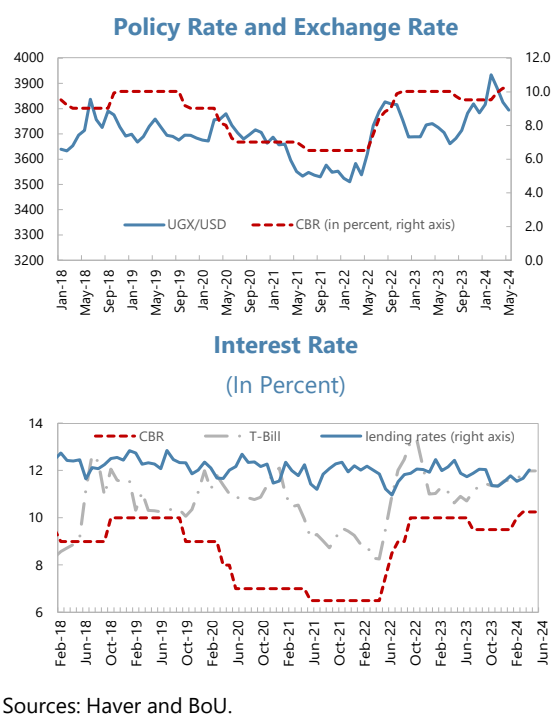 Policy Rate and Exchange Rate
4000
3900
3800
3700
3600
3500
3400
3300
3200
12.0
10.0
8.0
6.0
4.0
2.0
0.0
UGX/USD
CBR (in percent, right axis)
Jan-18
May-18
Sep-18
Jan-19
May-19
Sep-19
Jan-20
May-20
Sep-20
Jan-21
May-21
Sep-21
Jan-22
May-22
Sep-22
Jan-23
May-23
Sep-23
Jan-24
May-24
Interest Rate
(In Percent)
14
12
10
8
6
CBR
T-Bill
lending rates (right axis)
Feb-18
Jun-18
Oct-18
Feb-19
Jun-19
Oct-19
Feb-20
Jun-20
Oct-20
Feb-21
Jun-21
Oct-21
Feb-22
Jun-22
Oct-22
Feb-23
Jun-23
Oct-23
Feb-24
Jun-24
Sources: Haver and BoU.